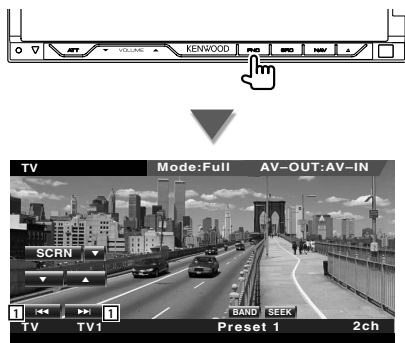 ATT VOLUME KENWOOD FNC SRC NAV
TV Mode:Full AV–OUT:AV–IN
SCRN
1 1
BAND SEEK
TV TV1 Preset 1 2ch